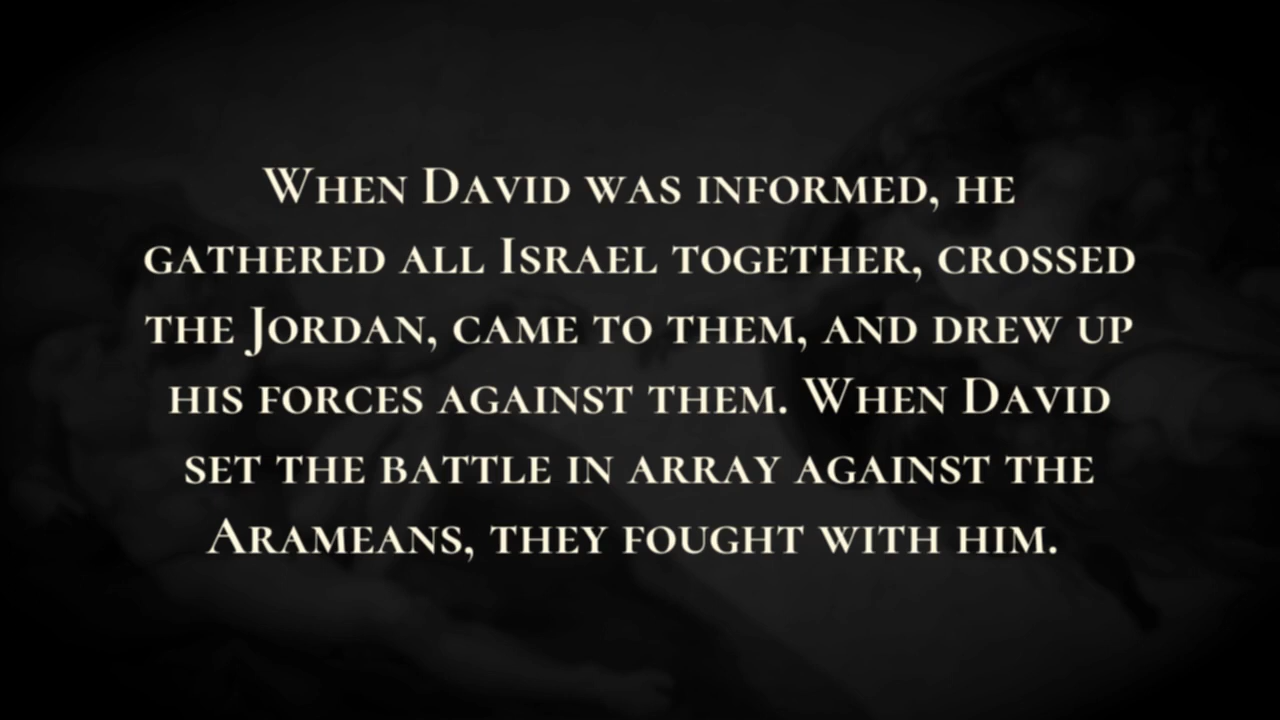 When David was informed, he
gathered all Israel together, crossed
the Jordan, came to them, and drew up
his forces against them. When David
set the battle in array against the
Arameans, they fought with him.